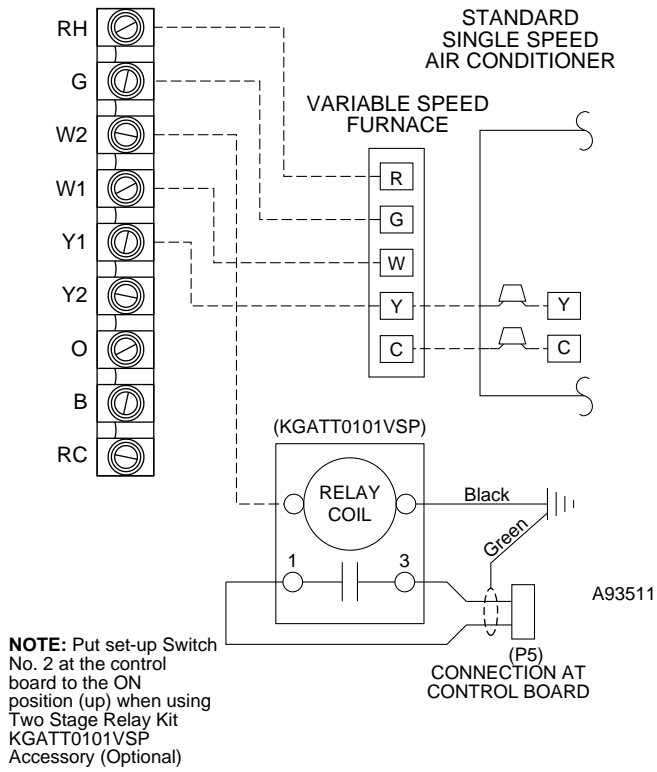 RH
G
W2
W1
Y1
Y2
O
B
RC
STANDARD
SINGLE SPEED
AIR CONDITIONER
VARIABLE SPEED
FURNACE
R
G
W
Y
C
Y
C
(KGATT0101VSP)
RELAY
COIL
Black
Green
1
3
A93511
(P5)
CONNECTION AT
CONTROL BOARD
NOTE: Put set-up Switch
No. 2 at the control
board to the ON
position (up) when using
Two Stage Relay Kit
KGATT0101VSP
Accessory (Optional)